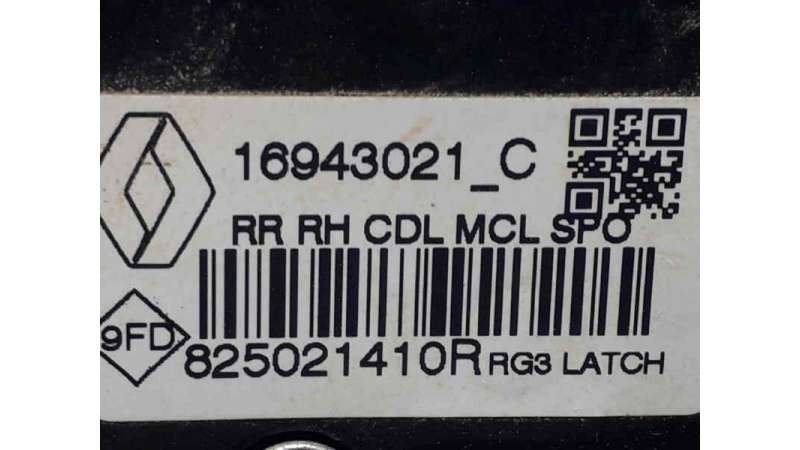 16943021_C
RR RH CDL MCL SPO
9FD
825021410R RG3 LATCH